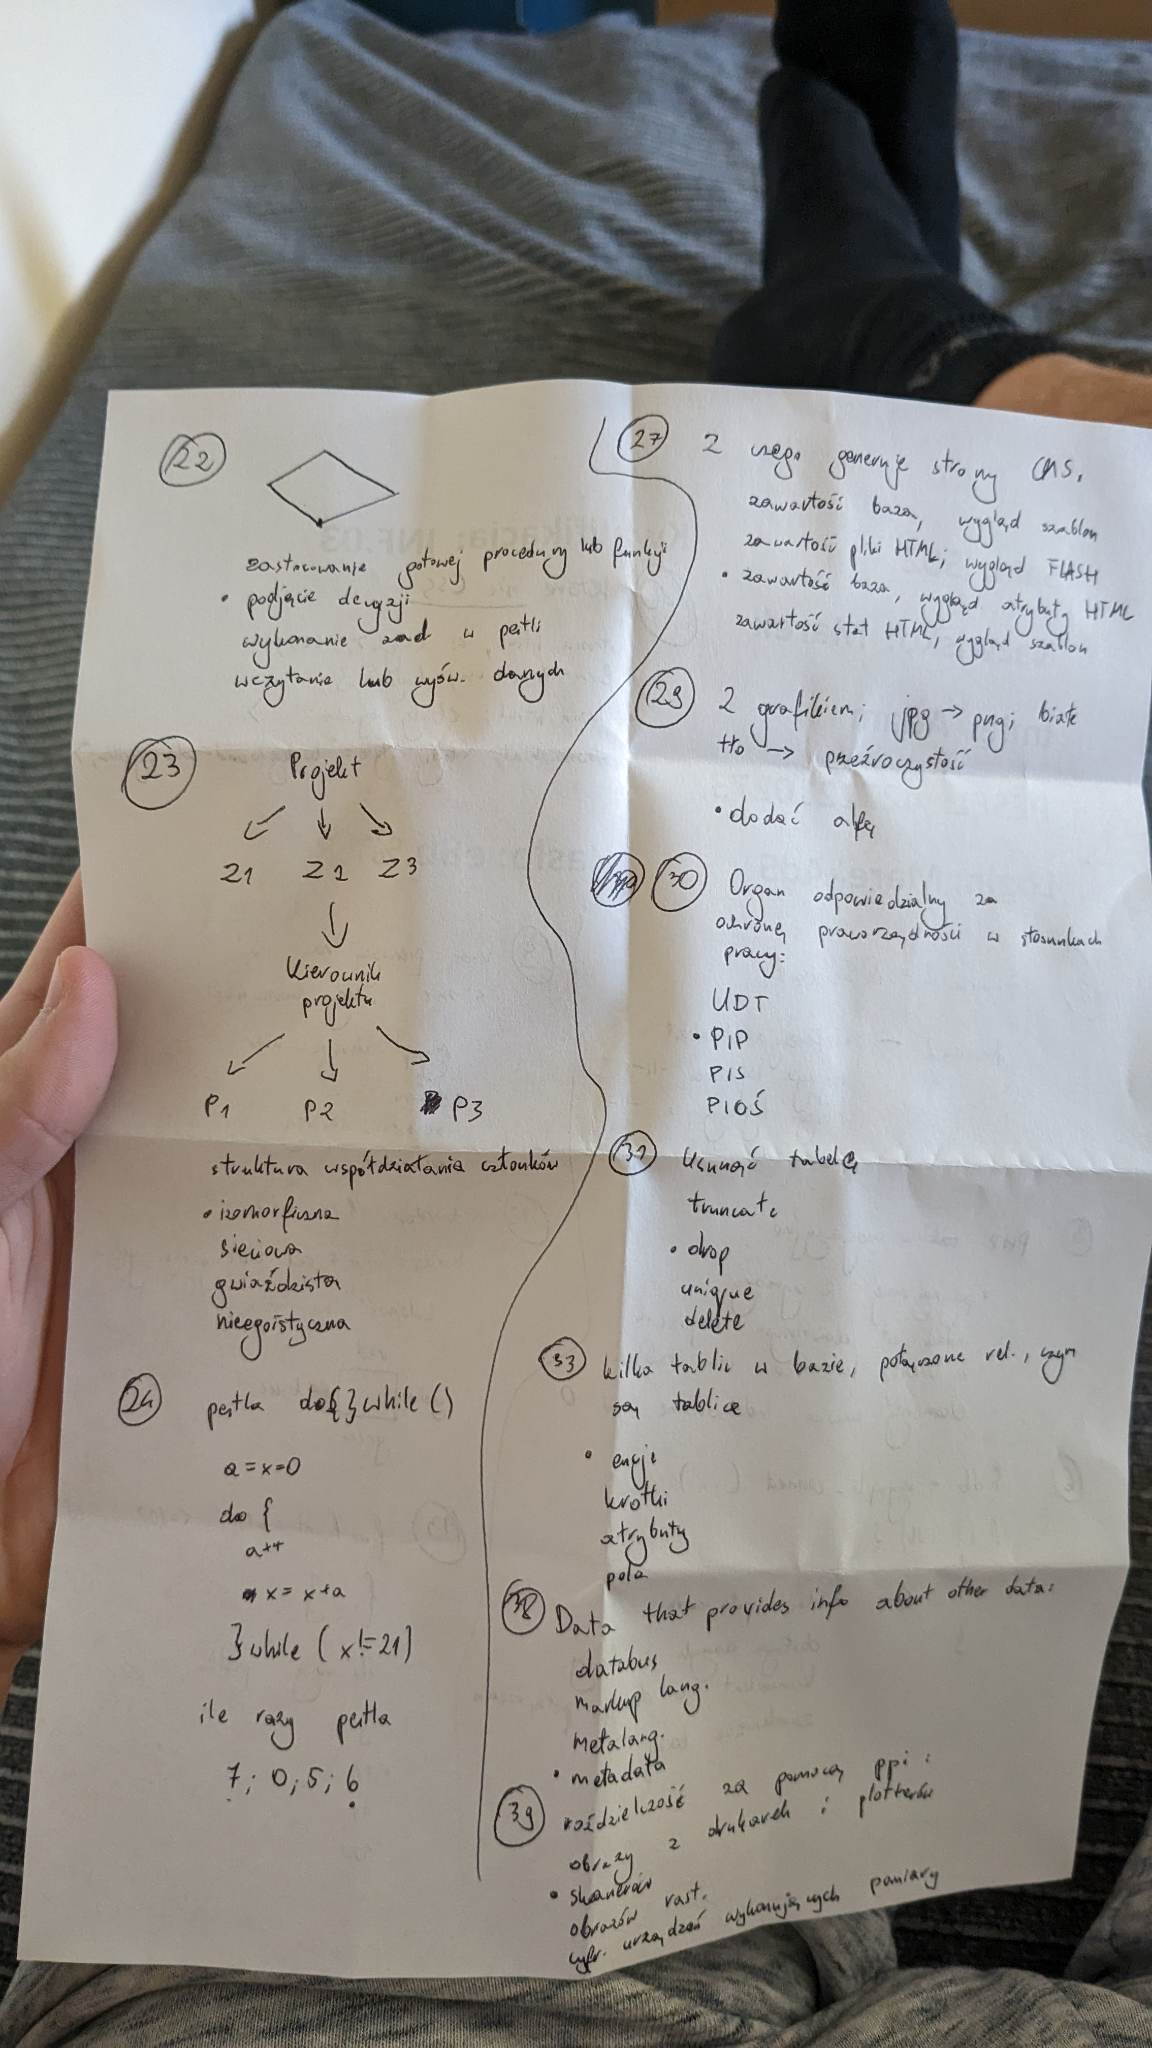 22
zastosowanie gotowej procedury lub funkcji
• podjęcie decyzji
wykonanie zad w pętli
wczytanie lub wyśw. danych
23
Projekt
Z1 Z2 Z3
Kierownik
projektu
P1 P2 P3
struktura współdziałania członków
• izomorficzna
sieciowa
gwiaździsta
nieegoistyczna
24
pętla do{}while()
a=x=0
do {
a++
x=x+a
}while (x!=21)
ile razy pętla
7; 0; 5; 6
27 Z czego generuje strony CMS.
zawartość baza, wygląd szablon
zawartość pliki HTML; wygląd FLASH
• zawartość baza, wygląd atrybuty HTML
zawartość stat HTML, wygląd szablon
29 Z grafikiem; jpg → png; białe
tło → przeźroczystość
• dodać alfę
30 Organ odpowiedzialny za
ochronę praworządności w stosunkach
pracy:
UDT
• PIP
PIS
PIOŚ
31 Usunąć tabelę
truncate
• drop
unique
delete
33 kilka tablic w bazie, połączone rel., czym
są tablice
• encje
krotki
atrybuty
pola
38 Data that provides info about other data:
databus
markup lang.
metalang.
• metadata
39 roździelczość za pomocą ppi:
obrazy z drukarek i ploterów
• skanerów
obrazów rast.
cyfr. urządzeń wykonujących pomiary